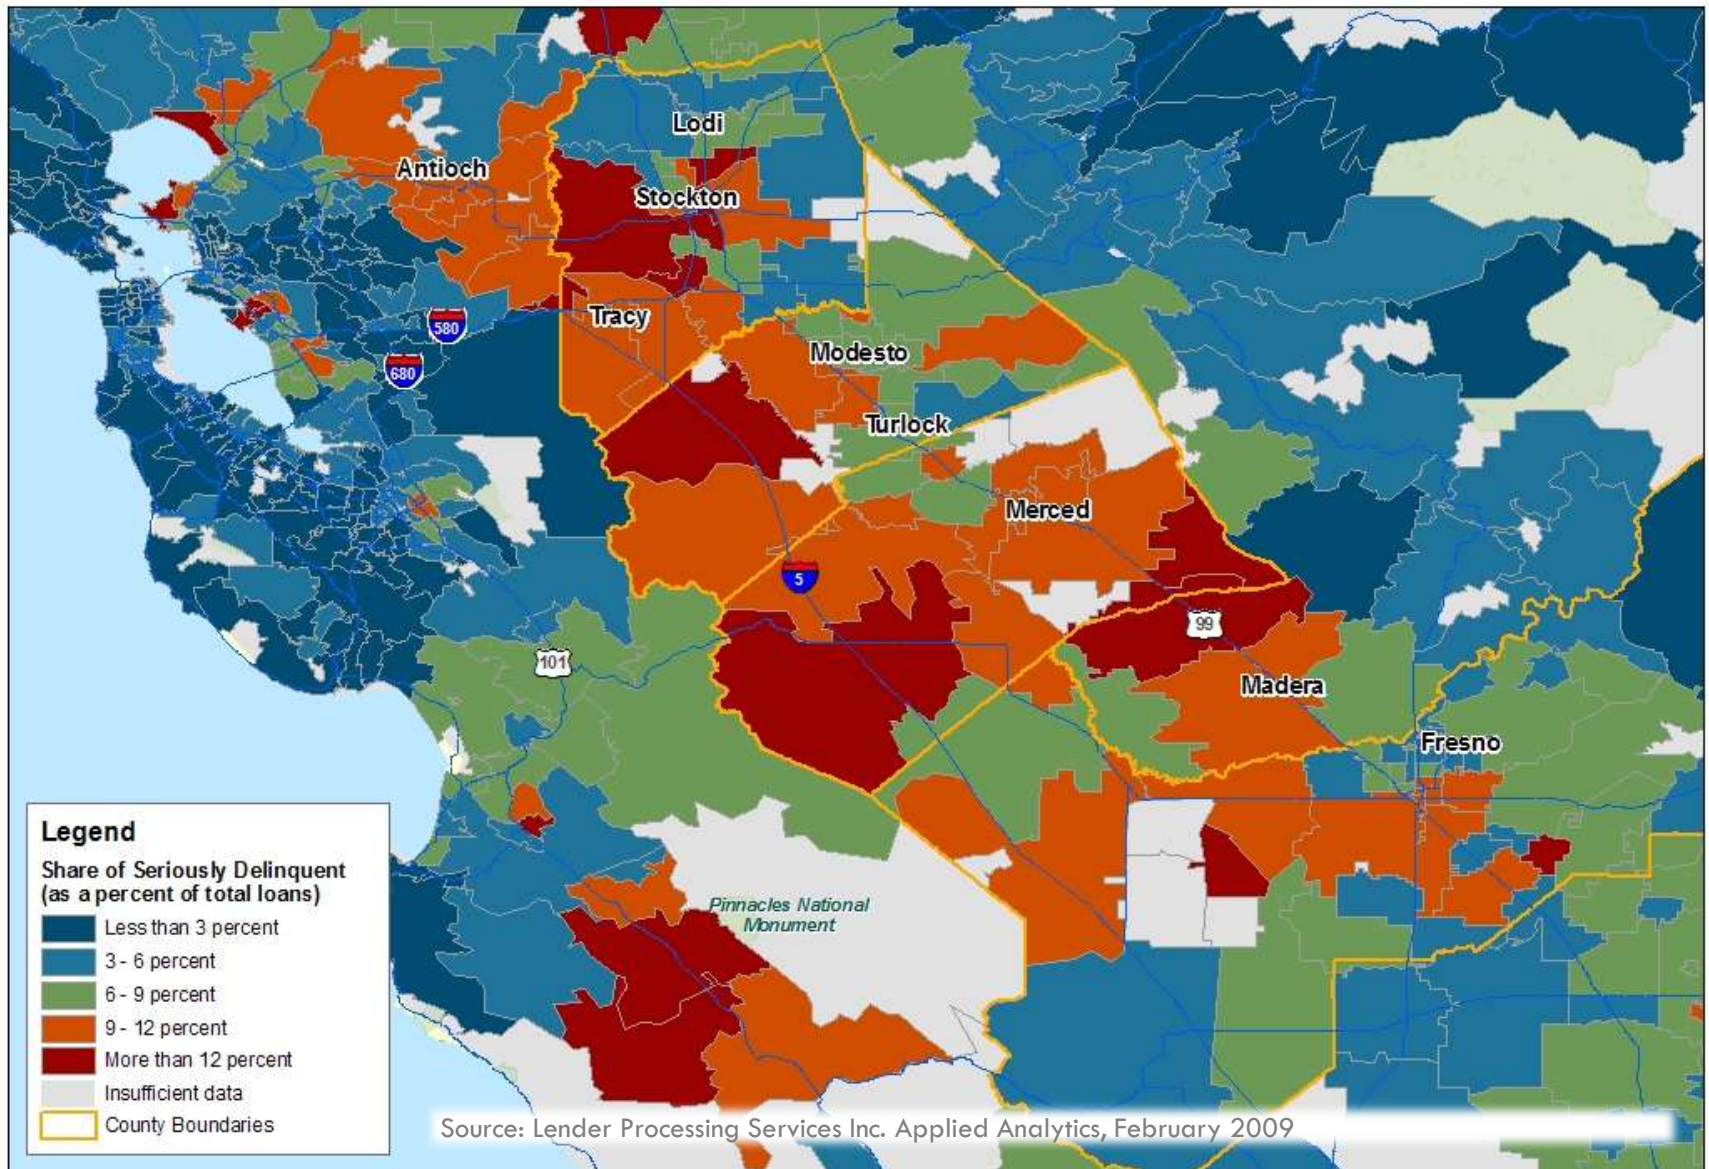 Lodi
Antioch
Stockton
Tracy
580
Modesto
680
Turlock
Merced
5
99
101
Madera
Fresno
Pinnacles National
Monument
Legend
Share of Seriously Delinquent
(as a percent of total loans)
Less than 3 percent
3 - 6 percent
6 - 9 percent
9 - 12 percent
More than 12 percent
Insufficient data
County Boundaries
Source: Lender Processing Services Inc. Applied Analytics, February 2009